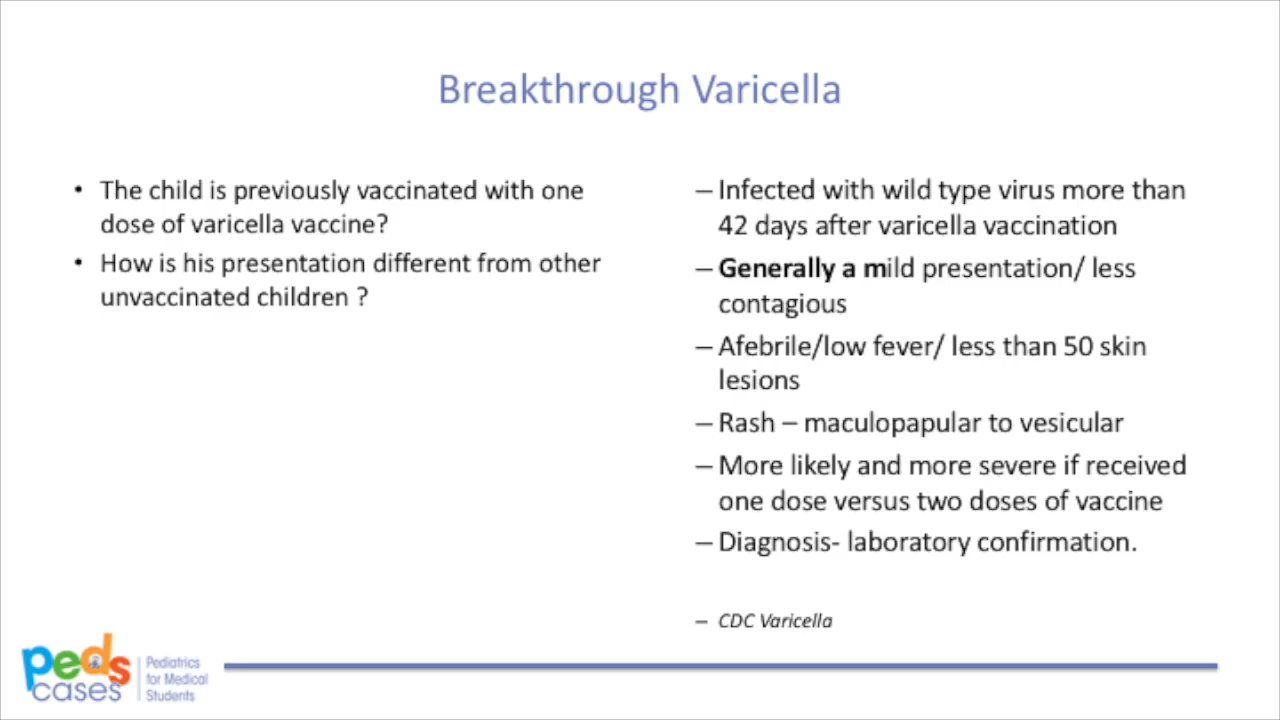 Breakthrough Varicella
• The child is previously vaccinated with one
dose of varicella vaccine?
• How is his presentation different from other
unvaccinated children ?
– Infected with wild type virus more than
42 days after varicella vaccination
– Generally a mild presentation/ less
contagious
– Afebrile/low fever/ less than 50 skin
lesions
– Rash – maculopapular to vesicular
– More likely and more severe if received
one dose versus two doses of vaccine
– Diagnosis- laboratory confirmation.
– CDC Varicella
peds
cases
Pediatrics
for Medical
Students